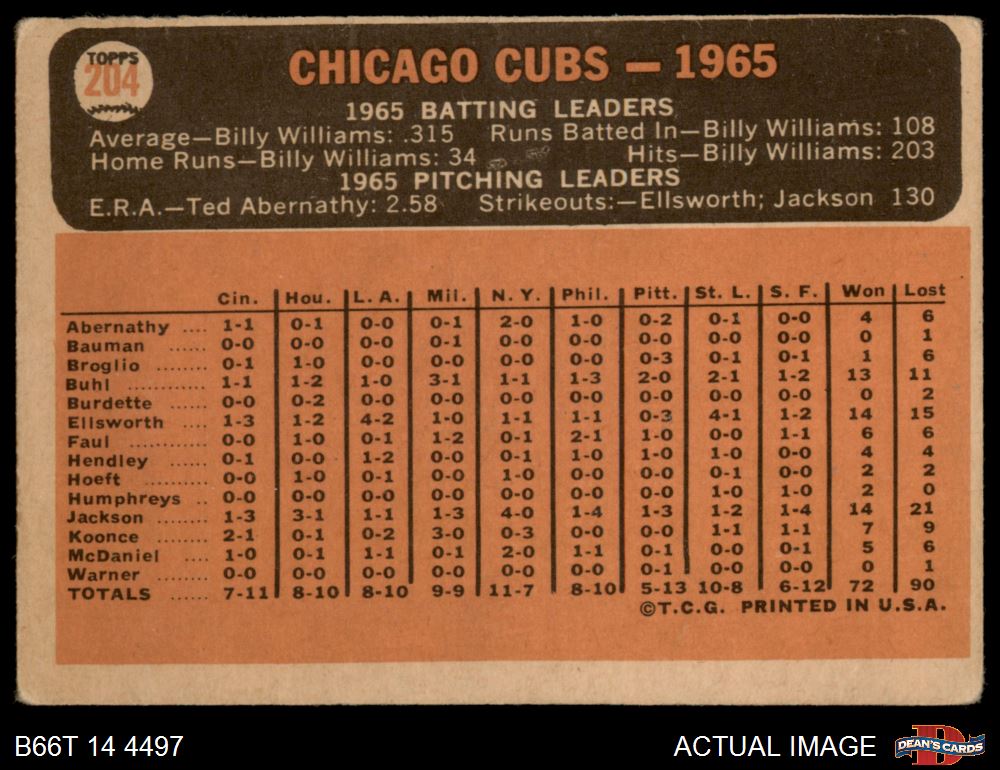 TOPPS
204
CHICAGO CUBS — 1965
1965 BATTING LEADERS
Average—Billy Williams: .315 Runs Batted In—Billy Williams: 108
Home Runs—Billy Williams: 34 Hits—Billy Williams: 203
1965 PITCHING LEADERS
E.R.A.—Ted Abernathy: 2.58 Strikeouts:—Ellsworth; Jackson 130
Cin. Hou. L. A. Mil. N. Y. Phil. Pitt. St. L. S. F. Won Lost
Abernathy .... 1-1 0-1 0-0 0-1 2-0 1-0 0-2 0-1 0-0 4 6
Bauman ...... 0-0 0-0 0-0 0-1 0-0 0-0 0-0 0-0 0-0 0 1
Broglio ........ 0-1 1-0 0-0 0-0 0-0 0-0 0-3 0-1 0-1 1 6
Buhl ............ 1-1 1-2 1-0 3-1 1-1 1-3 2-0 2-1 1-2 13 11
Burdette ...... 0-0 0-2 0-0 0-0 0-0 0-0 0-0 0-0 0-0 0 2
Ellsworth .... 1-3 1-2 4-2 1-0 1-1 1-1 0-3 4-1 1-2 14 15
Faul ............ 0-0 1-0 0-1 1-2 0-1 2-1 1-0 0-0 1-1 6 6
Hendley ...... 0-1 0-0 1-2 0-0 0-1 1-0 1-0 1-0 0-0 4 4
Hoeft .......... 0-0 1-0 0-1 0-0 1-0 0-0 0-0 0-1 0-0 2 2
Humphreys .. 0-0 0-0 0-0 0-0 0-0 0-0 0-0 1-0 1-0 2 0
Jackson ........ 1-3 3-1 1-1 1-3 4-0 1-4 1-3 1-2 1-4 14 21
Koonce ........ 2-1 0-1 0-2 3-0 0-3 0-0 0-0 1-1 1-1 7 9
McDaniel .... 1-0 0-1 1-1 0-1 2-0 1-1 0-1 0-0 0-1 5 6
Warner ........ 0-0 0-0 0-0 0-0 0-0 0-0 0-1 0-0 0-0 0 1
TOTALS ...... 7-11 8-10 8-10 9-9 11-7 8-10 5-13 10-8 6-12 72 90
©T.C.G. PRINTED IN U.S.A.
B66T 14 4497
ACTUAL IMAGE
D
DEAN'S CARDS